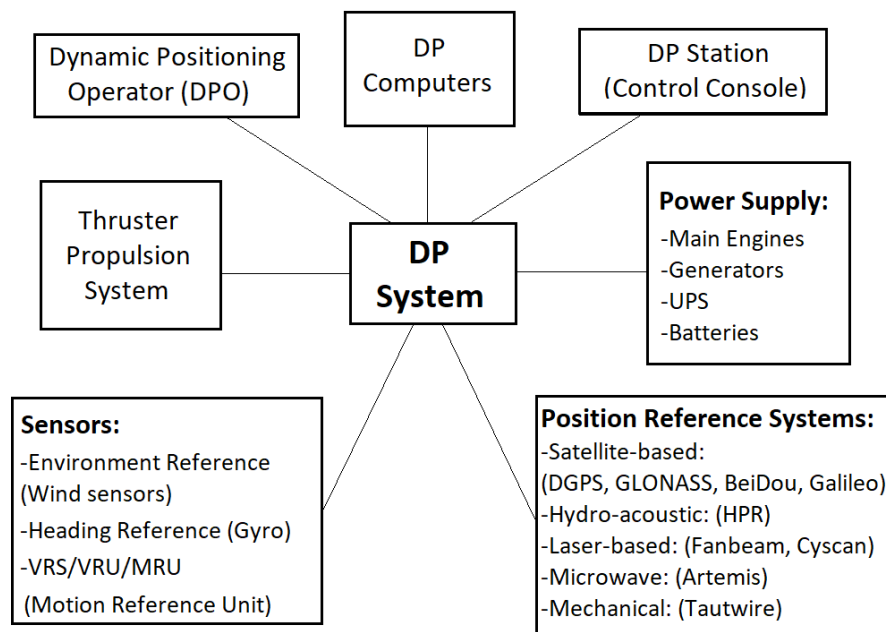 Dynamic Positioning
Operator (DPO)
DP
Computers
DP Station
(Control Console)
Thruster
Propulsion
System
DP
System
Power Supply:
-Main Engines
-Generators
-UPS
-Batteries
Sensors:
-Environment Reference
(Wind sensors)
-Heading Reference (Gyro)
-VRS/VRU/MRU
(Motion Reference Unit)
Position Reference Systems:
-Satellite-based:
(DGPS, GLONASS, BeiDou, Galileo)
-Hydro-acoustic: (HPR)
-Laser-based: (Fanbeam, Cyscan)
-Microwave: (Artemis)
-Mechanical: (Tautwire)